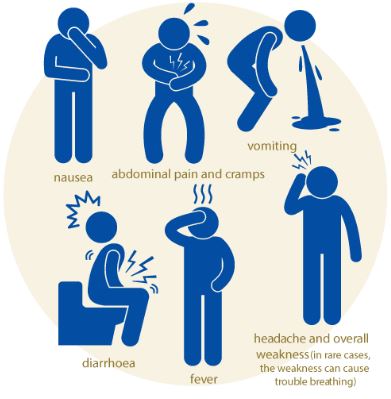 nausea
abdominal pain and cramps
vomiting
diarrhoea
fever
headache and overall
weakness (in rare cases,
the weakness can cause
trouble breathing)